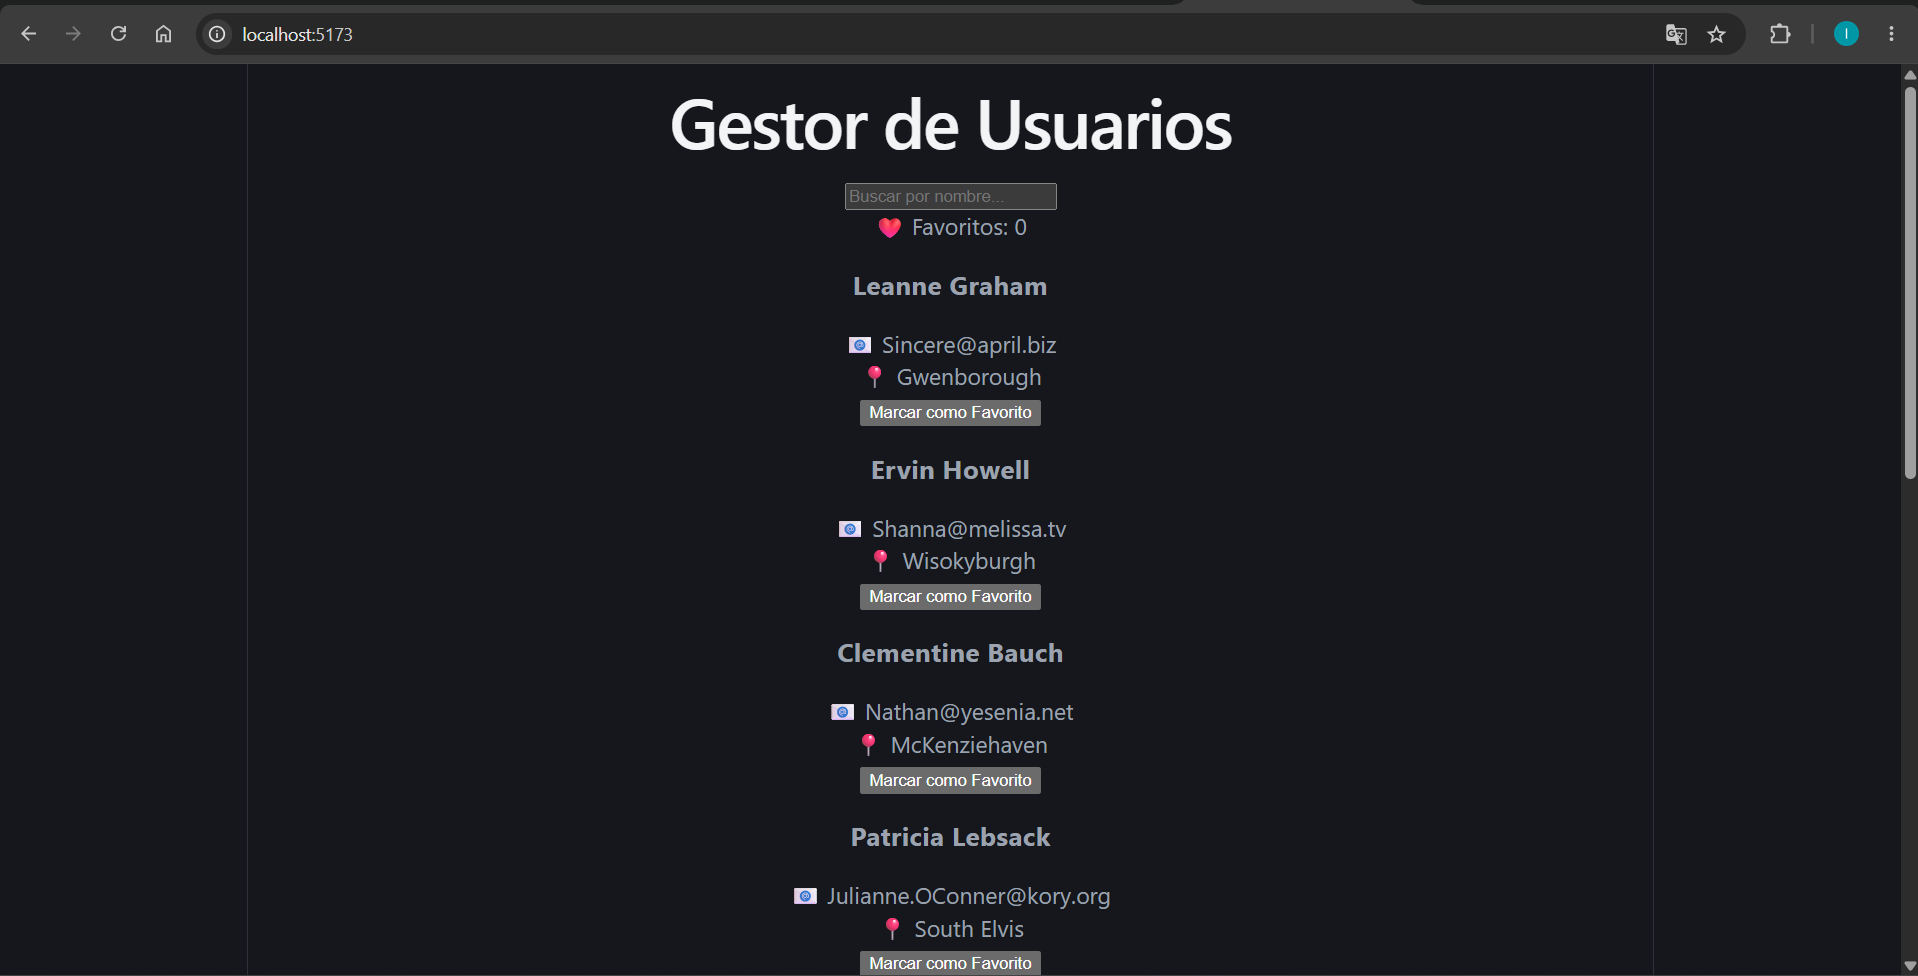 localhost:5173
I
Gestor de Usuarios
Buscar por nombre...
❤️ Favoritos: 0
Leanne Graham
📧 Sincere@april.biz
📍 Gwenborough
Marcar como Favorito
Ervin Howell
📧 Shanna@melissa.tv
📍 Wisokyburgh
Marcar como Favorito
Clementine Bauch
📧 Nathan@yesenia.net
📍 McKenziehaven
Marcar como Favorito
Patricia Lebsack
📧 Julianne.OConner@kory.org
📍 South Elvis
Marcar como Favorito